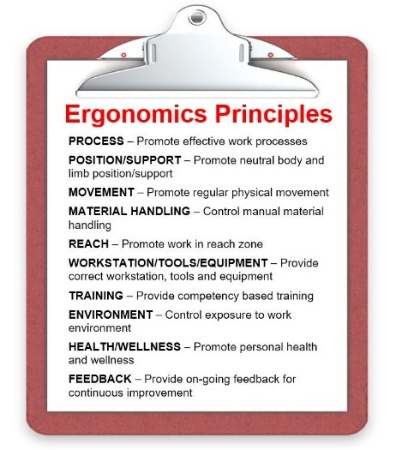 Ergonomics Principles
PROCESS – Promote effective work processes
POSITION/SUPPORT – Promote neutral body and
limb position/support
MOVEMENT – Promote regular physical movement
MATERIAL HANDLING – Control manual material
handling
REACH – Promote work in reach zone
WORKSTATION/TOOLS/EQUIPMENT – Provide
correct workstation, tools and equipment
TRAINING – Provide competency based training
ENVIRONMENT – Control exposure to work
environment
HEALTH/WELLNESS – Promote personal health
and wellness
FEEDBACK – Provide on-going feedback for
continuous improvement